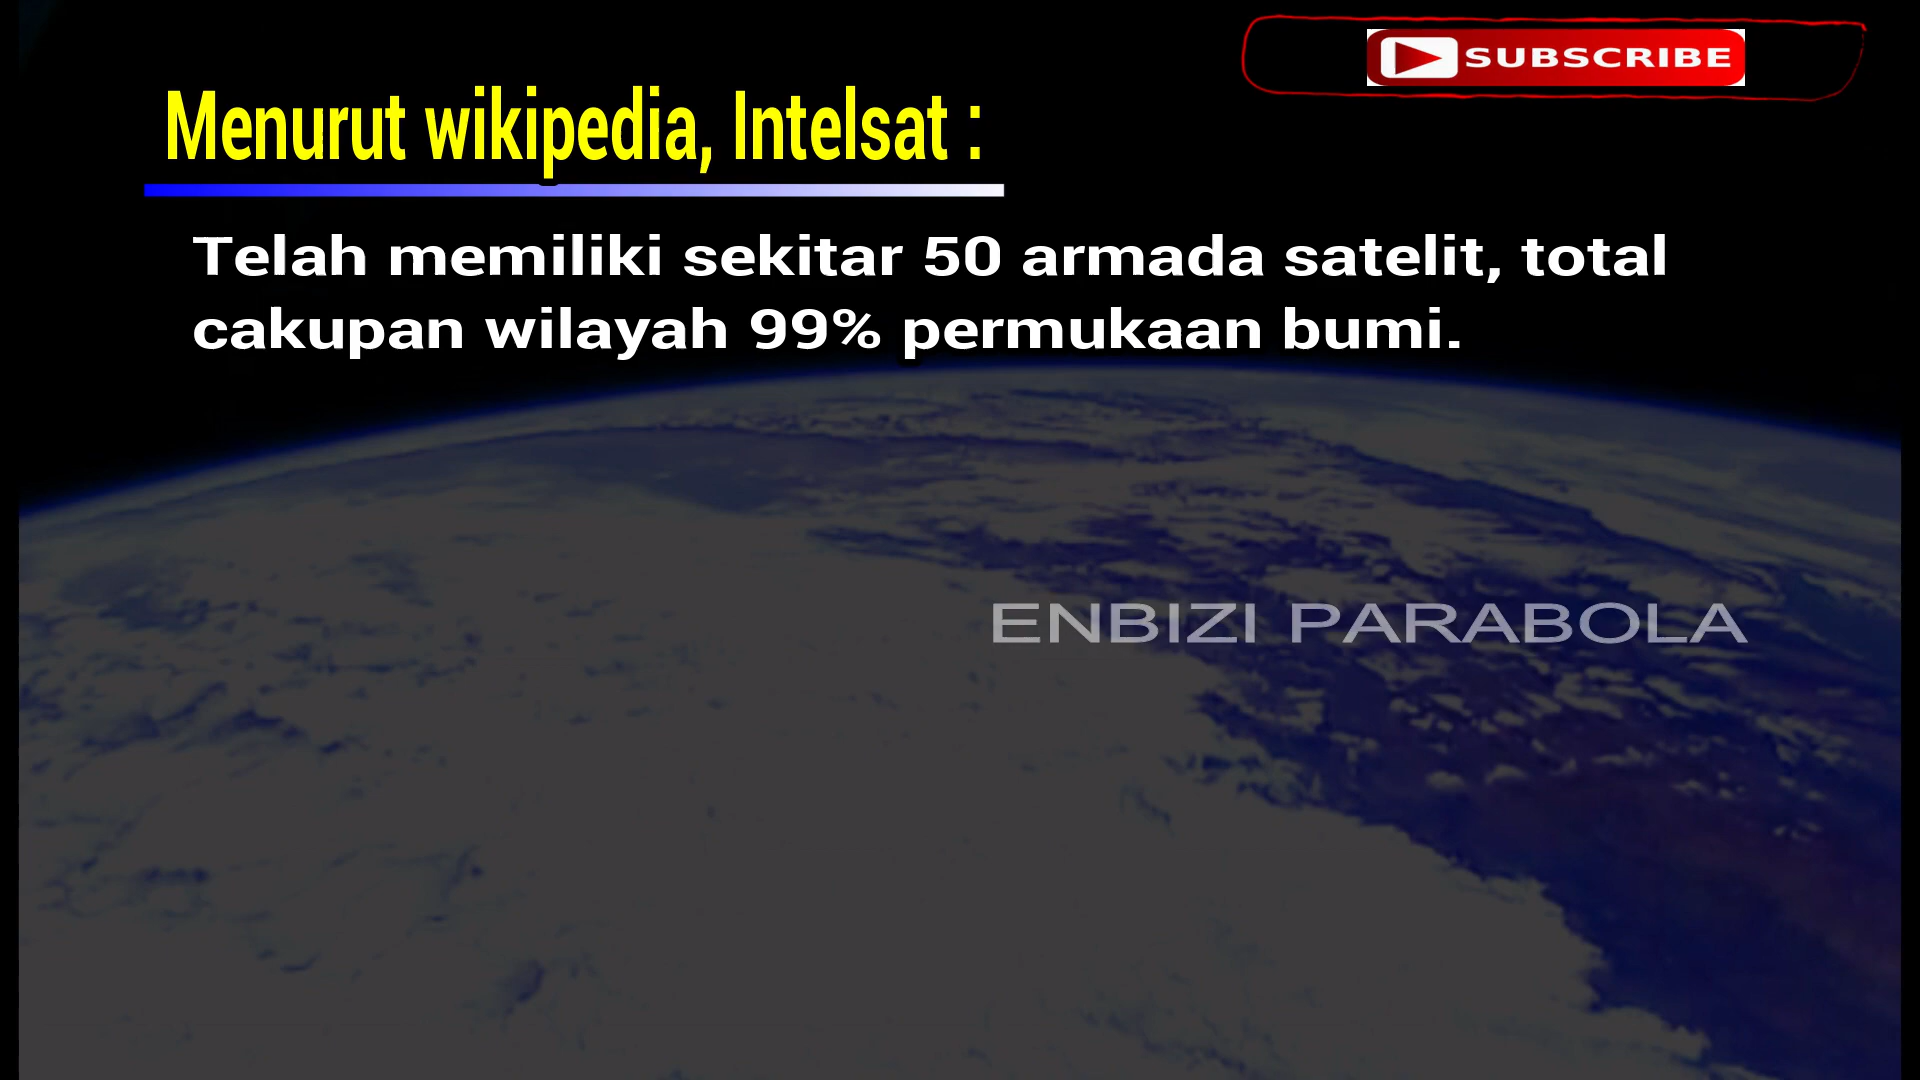 SUBSCRIBE
Menurut wikipedia, Intelsat :
Telah memiliki sekitar 50 armada satelit, total
cakupan wilayah 99% permukaan bumi.
ENBIZI PARABOLA